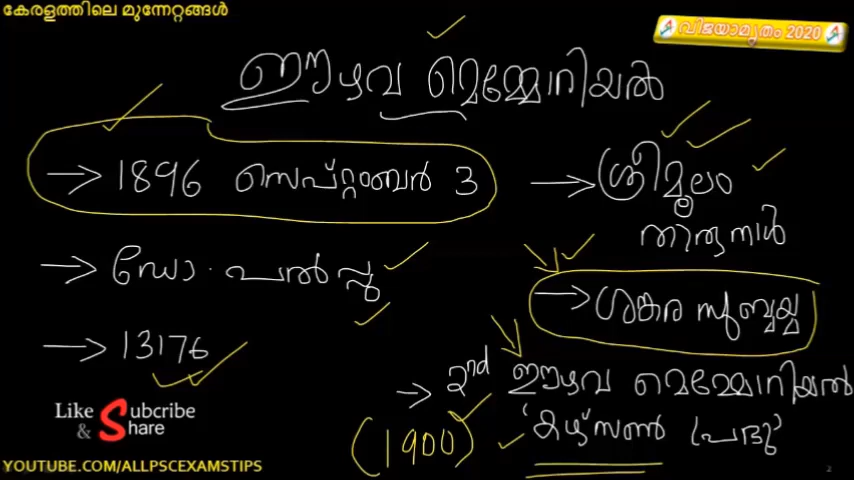 കേരളത്തിലെ മുന്നേറ്റങ്ങൾ
വിജയാമൃതം 2020
ഈഴവ മെമ്മോറിയൽ
→ 1896 സെപ്റ്റംബർ 3
→ ഡോ. പൽപ്പു
→ 13176
→ ശ്രീമൂലം
തിരുനാൾ
→ ശങ്കര സുബ്ബയ്യ
→ 2nd ഈഴവ മെമ്മോറിയൽ
(1900) 'കഴ്സൺ പ്രഭു'
Like Subcribe
& Share
YOUTUBE.COM/ALLPSCEXAMSTIPS
2